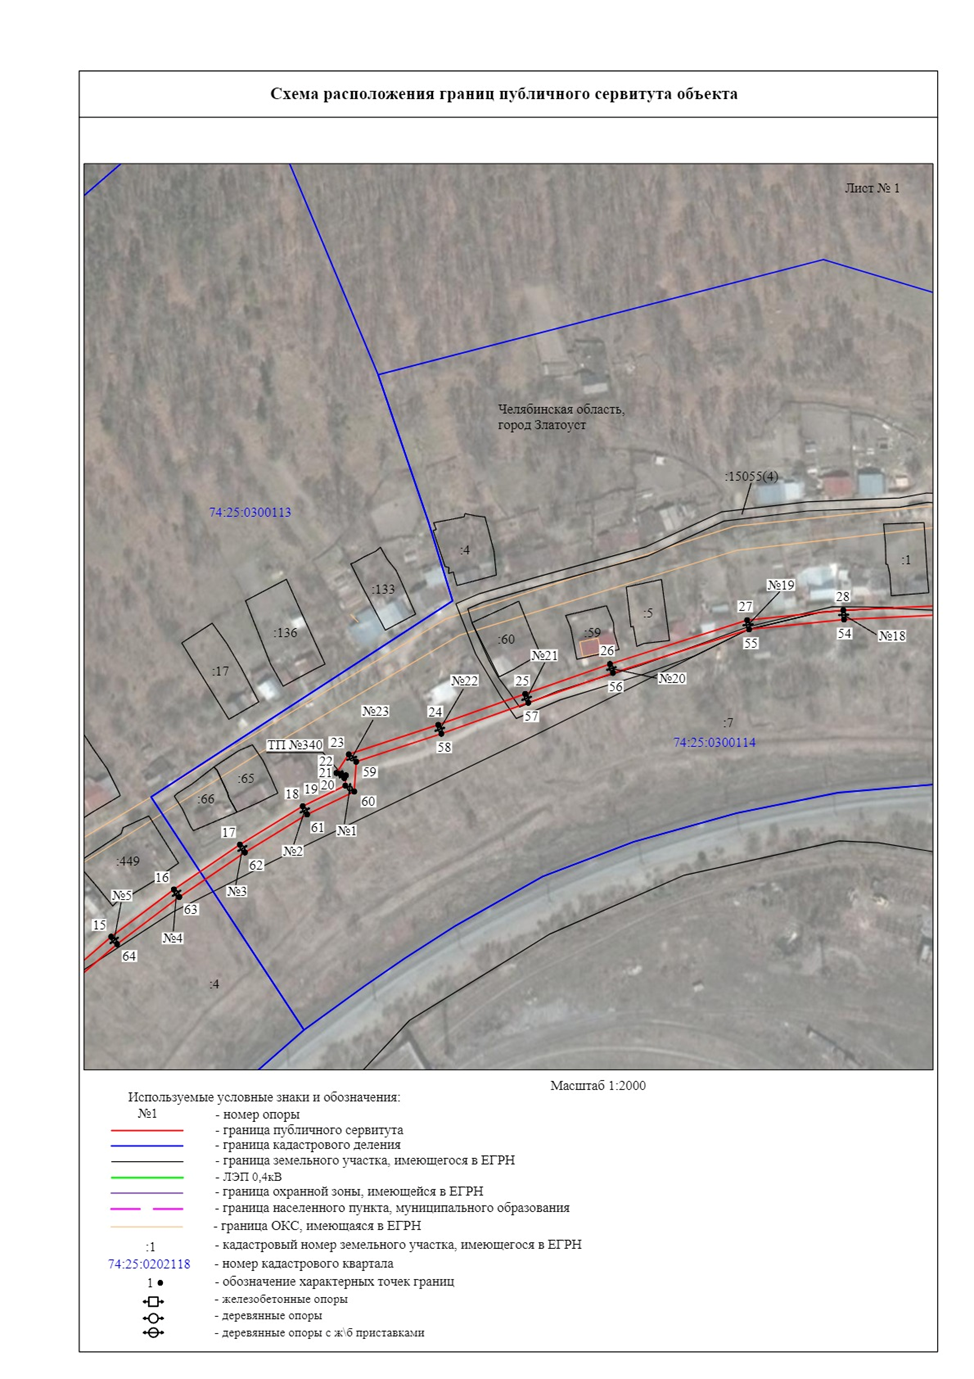 Схема расположения границ публичного сервитута объекта
Лист № 1
Челябинская область,
город Златоуст
:15055(4)
74:25:0300113
:4
:1
:133
№19
28
:136
:5
27
:60
:59
54
№18
55
№21
26
:17
№22
25
№20
56
№23
24
57
:7
ТП №340
23
58
74:25:0300114
22
21
59
:65
20
19
:66
18
60
61
№1
17
№2
:449
62
16
№3
№5
63
15
№4
64
:4
Масштаб 1:2000
Используемые условные знаки и обозначения:
№1 - номер опоры
- граница публичного сервитута
- граница кадастрового деления
- граница земельного участка, имеющегося в ЕГРН
- ЛЭП 0,4кВ
- граница охранной зоны, имеющейся в ЕГРН
- граница населенного пункта, муниципального образования
- граница ОКС, имеющаяся в ЕГРН
:1 - кадастровый номер земельного участка, имеющегося в ЕГРН
74:25:0202118 - номер кадастрового квартала
1 - обозначение характерных точек границ
- железобетонные опоры
- деревянные опоры
- деревянные опоры с ж\б приставками